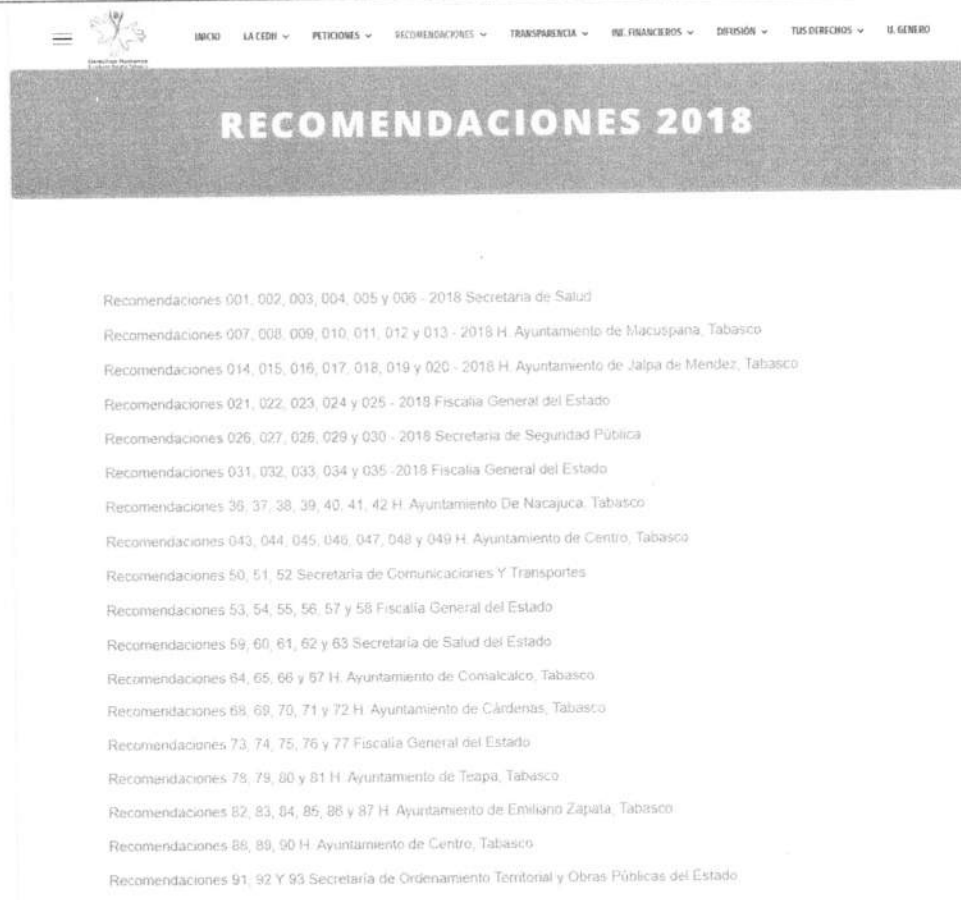 INICIO LA CEDH PETICIONES RECOMENDACIONES TRANSPARENCIA INF. FINANCIEROS DIFUSIÓN TUS DERECHOS U. GENERO
Derechos Humanos
RECOMENDACIONES 2018
Recomendaciones 001, 002, 003, 004, 005 y 006 - 2018 Secretaria de Salud
Recomendaciones 007, 008, 009, 010, 011, 012 y 013 - 2018 H. Ayuntamiento de Macuspana, Tabasco
Recomendaciones 014, 015, 016, 017, 018, 019 y 020 - 2018 H. Ayuntamiento de Jalpa de Mendez, Tabasco
Recomendaciones 021, 022, 023, 024 y 025 - 2018 Fiscalia General del Estado
Recomendaciones 026, 027, 028, 029 y 030 - 2018 Secretaria de Seguridad Pública
Recomendaciones 031, 032, 033, 034 y 035 -2018 Fiscalia General del Estado
Recomendaciones 36, 37, 38, 39, 40, 41, 42 H. Ayuntamiento De Nacajuca, Tabasco
Recomendaciones 043, 044, 045, 046, 047, 048 y 049 H. Ayuntamiento de Centro, Tabasco
Recomendaciones 50, 51, 52 Secretaría de Comunicaciones Y Transportes
Recomendaciones 53, 54, 55, 56, 57 y 58 Fiscalía General del Estado
Recomendaciones 59, 60, 61, 62 y 63 Secretaría de Salud del Estado
Recomendaciones 64, 65, 66 y 67 H. Ayuntamiento de Comalcalco, Tabasco
Recomendaciones 68, 69, 70, 71 y 72 H. Ayuntamiento de Cárdenas, Tabasco
Recomendaciones 73, 74, 75, 76 y 77 Fiscalía General del Estado
Recomendaciones 78, 79, 80 y 81 H. Ayuntamiento de Teapa, Tabasco
Recomendaciones 82, 83, 84, 85, 86 y 87 H. Ayuntamiento de Emiliano Zapata, Tabasco
Recomendaciones 88, 89, 90 H. Ayuntamiento de Centro, Tabasco
Recomendaciones 91, 92 Y 93 Secretaría de Ordenamiento Territorial y Obras Públicas del Estado